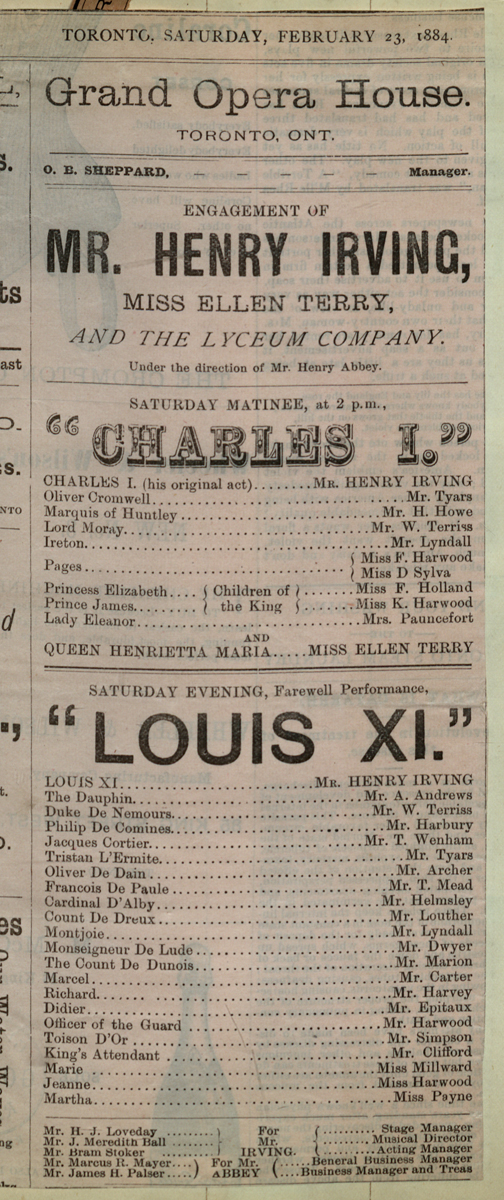 TORONTO, SATURDAY, FEBRUARY 23, 1884.
Grand Opera House.
TORONTO, ONT.
O. B. SHEPPARD, – – – – – Manager.
ENGAGEMENT OF
MR. HENRY IRVING,
MISS ELLEN TERRY,
AND THE LYCEUM COMPANY.
Under the direction of Mr. Henry Abbey.
SATURDAY MATINEE, at 2 p.m.,
“CHARLES I.”
CHARLES I. (his original act)........MR. HENRY IRVING
Oliver Cromwell........Mr. Tyars
Marquis of Huntley........Mr. H. Howe
Lord Moray........Mr. W. Terriss
Ireton........Mr. Lyndall
Pages........{ Miss F. Harwood
{ Miss D Sylva
Princess Elizabeth.... { Children of }.......Miss F. Holland
Prince James........ } the King {.......Miss K. Harwood
Lady Eleanor........Mrs. Pauncefort
AND
QUEEN HENRIETTA MARIA.....MISS ELLEN TERRY
SATURDAY EVENING, Farewell Performance,
“LOUIS XI.”
LOUIS XI........MR. HENRY IRVING
The Dauphin........Mr. A. Andrews
Duke De Nemours........Mr. W. Terriss
Philip De Comines........Mr. Harbury
Jacques Cortier........Mr. T. Wenham
Tristan L'Ermite........Mr. Tyars
Oliver De Dain........Mr. Archer
Francois De Paule........Mr. T. Mead
Cardinal D'Alby........Mr. Helmsley
Count De Dreux........Mr. Louther
Montjoie........Mr. Lyndall
Monseigneur De Lude........Mr. Dwyer
The Count De Dunois........Mr. Marion
Marcel........Mr. Carter
Richard........Mr. Harvey
Didier........Mr. Epitaux
Officer of the Guard........Mr. Harwood
Toison D'Or........Mr. Simpson
King's Attendant........Mr. Clifford
Marie........Miss Millward
Jeanne........Miss Harwood
Martha........Miss Payne
Mr. H. J. Loveday ........) For (.......... Stage Manager
Mr. J. Meredith Ball ........} Mr. {........Musical Director
Mr. Bram Stoker ........) IRVING. (........Acting Manager
Mr. Marcus R. Mayer....) For Mr. (......Beneral Business Manager
Mr. James H. Palser.....) ABBEY (....Business Manager and Treas